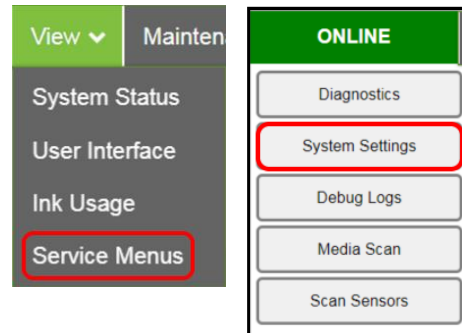 View
System Status
User Interface
Ink Usage
Service Menus
ONLINE
Diagnostics
System Settings
Debug Logs
Media Scan
Scan Sensors